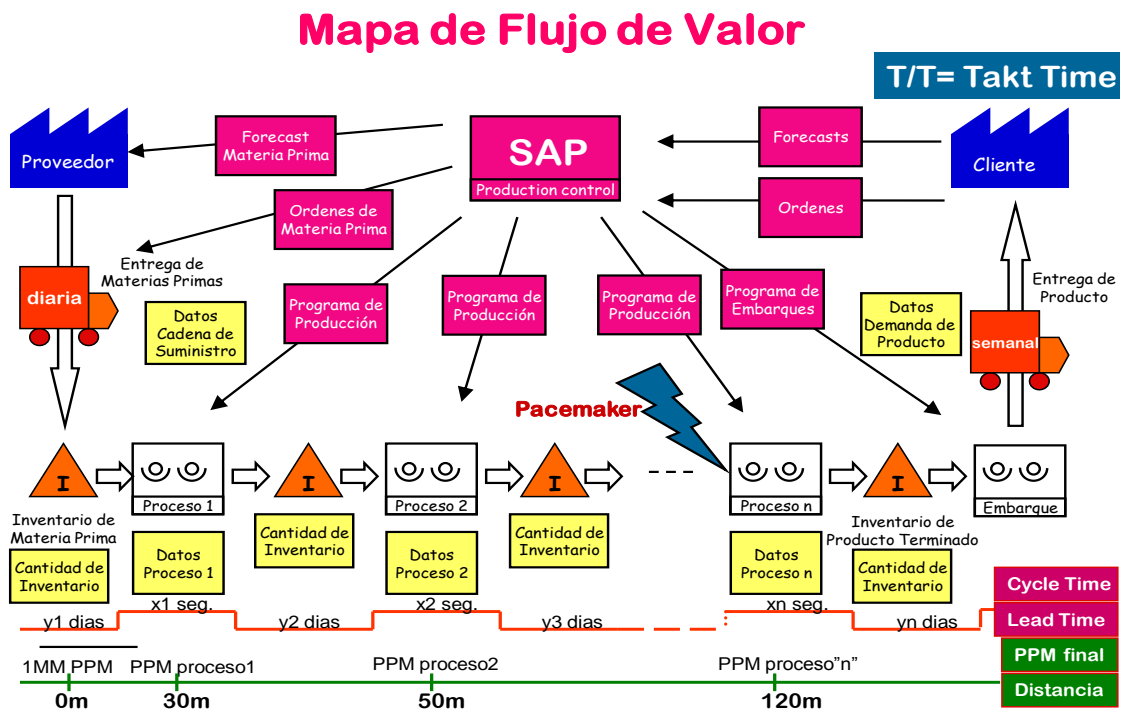 Mapa de Flujo de Valor
T/T= Takt Time
Proveedor
Forecast
Materia Prima
SAP
Production control
Forecasts
Cliente
Ordenes de
Materia Prima
Ordenes
Entrega de
Materias Primas
diaria
Datos
Cadena de
Suministro
Programa de
Producción
Programa de
Producción
Programa de
Producción
Programa de
Embarques
Datos
Demanda de
Producto
Entrega de
Producto
semanal
Pacemaker
I
Proceso 1
I
Proceso 2
I
Proceso n
I
Embarque
Inventario de
Materia Prima
Cantidad de
Inventario
Datos
Proceso 1
Cantidad de
Inventario
Datos
Proceso 2
Cantidad de
Inventario
Datos
Proceso n
Inventario de
Producto Terminado
Cantidad de
Inventario
Cycle Time
x1 seg.
x2 seg.
xn seg.
y1 dias
y2 dias
y3 dias
yn dias
Lead Time
1MM PPM
PPM proceso1
PPM proceso2
PPM proceso”n”
PPM final
0m
30m
50m
120m
Distancia